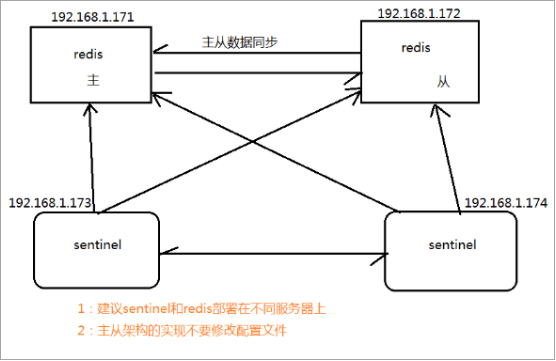 192.168.1.171
192.168.1.172
redis
主
主从数据同步
redis
从
192.168.1.173
192.168.1.174
sentinel
sentinel
1：建议sentinel和redis部署在不同服务器上
2：主从架构的实现不要修改配置文件